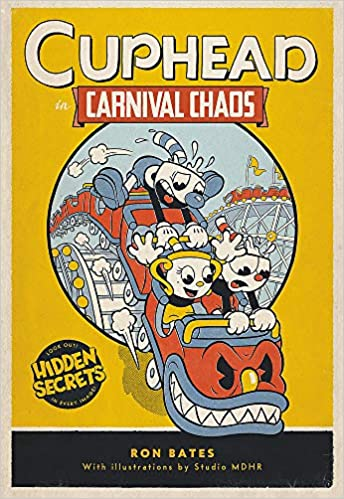 CUPHEAD
in CARNIVAL CHAOS
LOOK OUT!
HIDDEN
SECRETS
IN EVERY IMAGE!
RON BATES
With illustrations by Studio MDHR